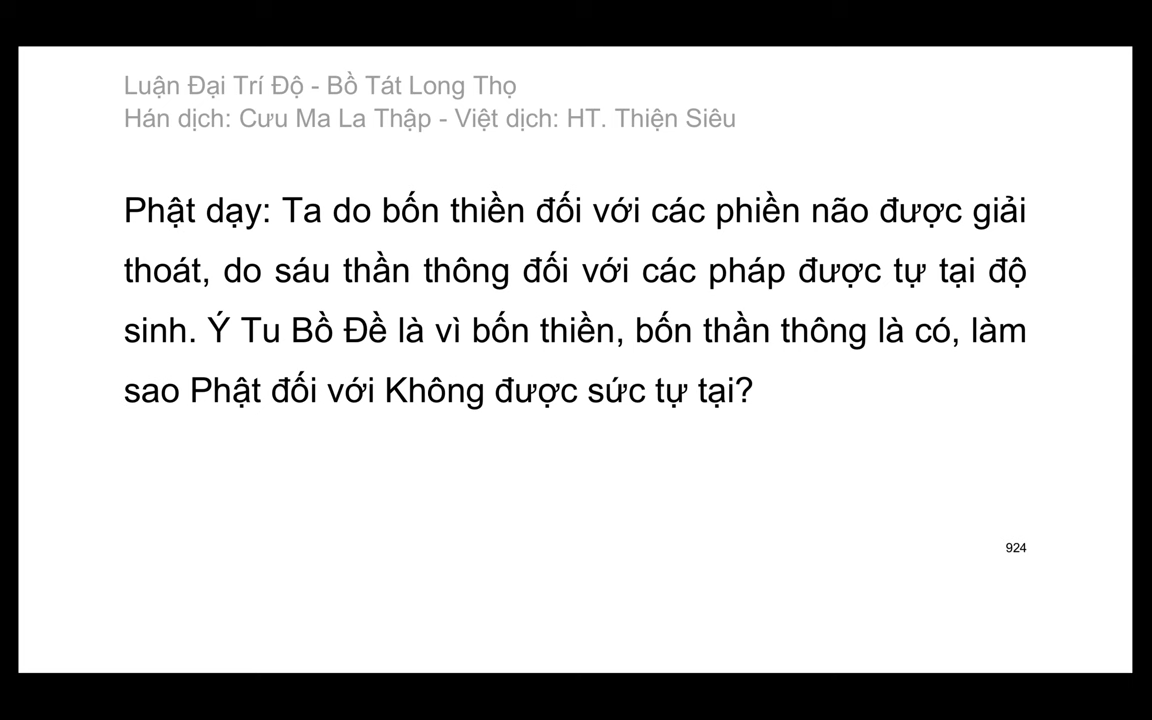 Luận Đại Trí Độ - Bồ Tát Long Thọ
Hán dịch: Cưu Ma La Thập - Việt dịch: HT. Thiện Siêu
Phật dạy: Ta do bốn thiền đối với các phiền não được giải
thoát, do sáu thần thông đối với các pháp được tự tại độ
sinh. Ý Tu Bồ Đề là vì bốn thiền, bốn thần thông là có, làm
sao Phật đối với Không được sức tự tại?
924